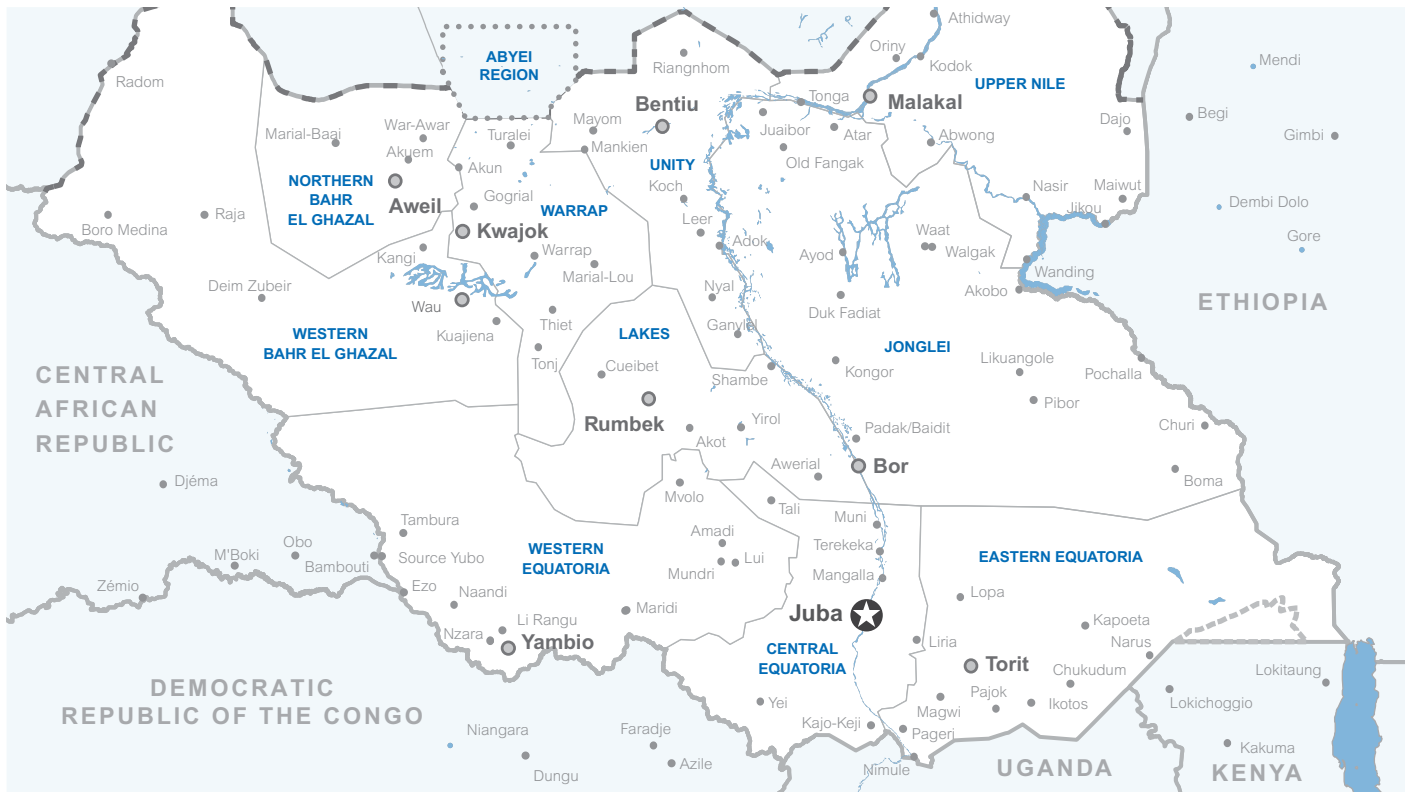 Athidway
Oriny
Kodok
Mendi
ABYEI
REGION
Riangnhom
Radom
UPPER NILE
Bentiu
Tonga
Malakal
Begi
Dajo
Gimbi
Mayom
War-Awar
Marial-Baai
Turalei
Juaibor
Atar
Abwong
Mankien
Akuem
Akun
Old Fangak
UNITY
NORTHERN
BAHR
EL GHAZAL
Koch
Nasir
Maiwut
Gogrial
Aweil
WARRAP
Jikou
Dembi Dolo
Raja
Boro Medina
Leer
Kwajok
Waat
Adok
Gore
Warrap
Kangi
Ayod
Walgak
Marial-Lou
Wanding
Deim Zubeir
Nyal
Akobo
ETHIOPIA
Wau
Duk Fadiat
Thiet
Ganyiel
WESTERN
BAHR EL GHAZAL
Kuajiena
LAKES
JONGLEI
Likuangole
Tonj
Cueibet
Kongor
Pochalla
Shambe
CENTRAL
AFRICAN
REPUBLIC
Pibor
Rumbek
Yirol
Akot
Padak/Baidit
Churi
Awerial
Bor
Djéma
Boma
Mvolo
Tali
Muni
Tambura
Amadi
Obo
M'Boki
Bambouti
Source Yubo
WESTERN
EQUATORIA
Terekeka
Lui
Mundri
EASTERN EQUATORIA
Mangalla
Zémio
Ezo
Naandi
Lopa
Maridi
Juba
Li Rangu
Kapoeta
Nzara
Yambio
Liria
Narus
CENTRAL
EQUATORIA
Torit
Chukudum
Lokitaung
DEMOCRATIC
REPUBLIC OF THE CONGO
Pajok
Yei
Ikotos
Lokichoggio
Magwi
Kajo-Keji
Niangara
Faradje
Pageri
Kakuma
Azile
Nimule
UGANDA
KENYA
Dungu